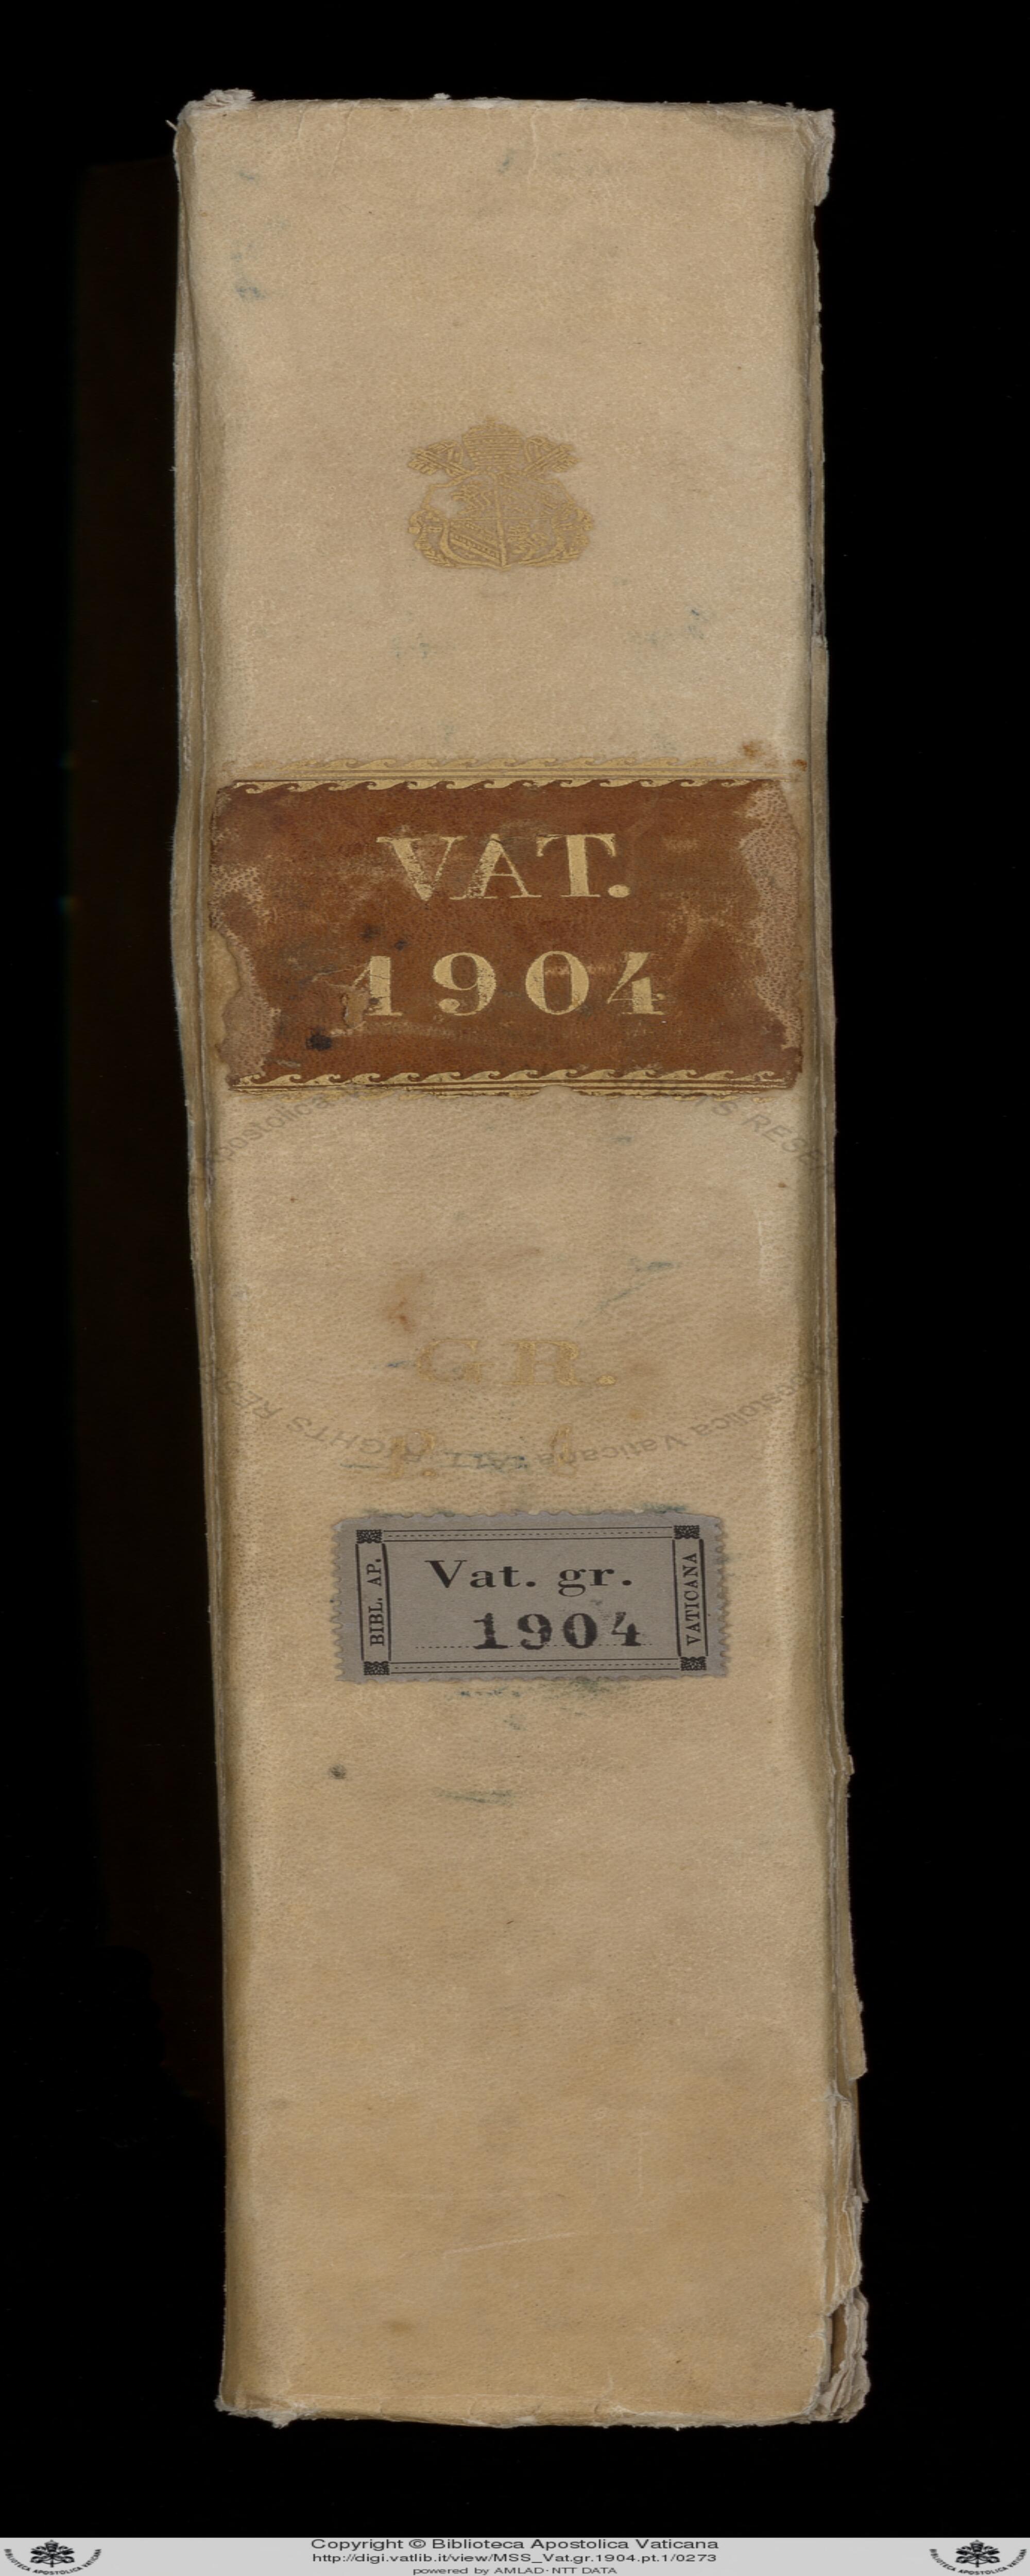 VAT.
1904
GR.
Vat. gr.
BIBL. AP.
VATICANA
1904
Copyright © Biblioteca Apostolica Vaticana
http://digi.vatlib.it/view/MSS_Vat.gr.1904.pt.1/0273
powered by AMLAD-NTT DATA